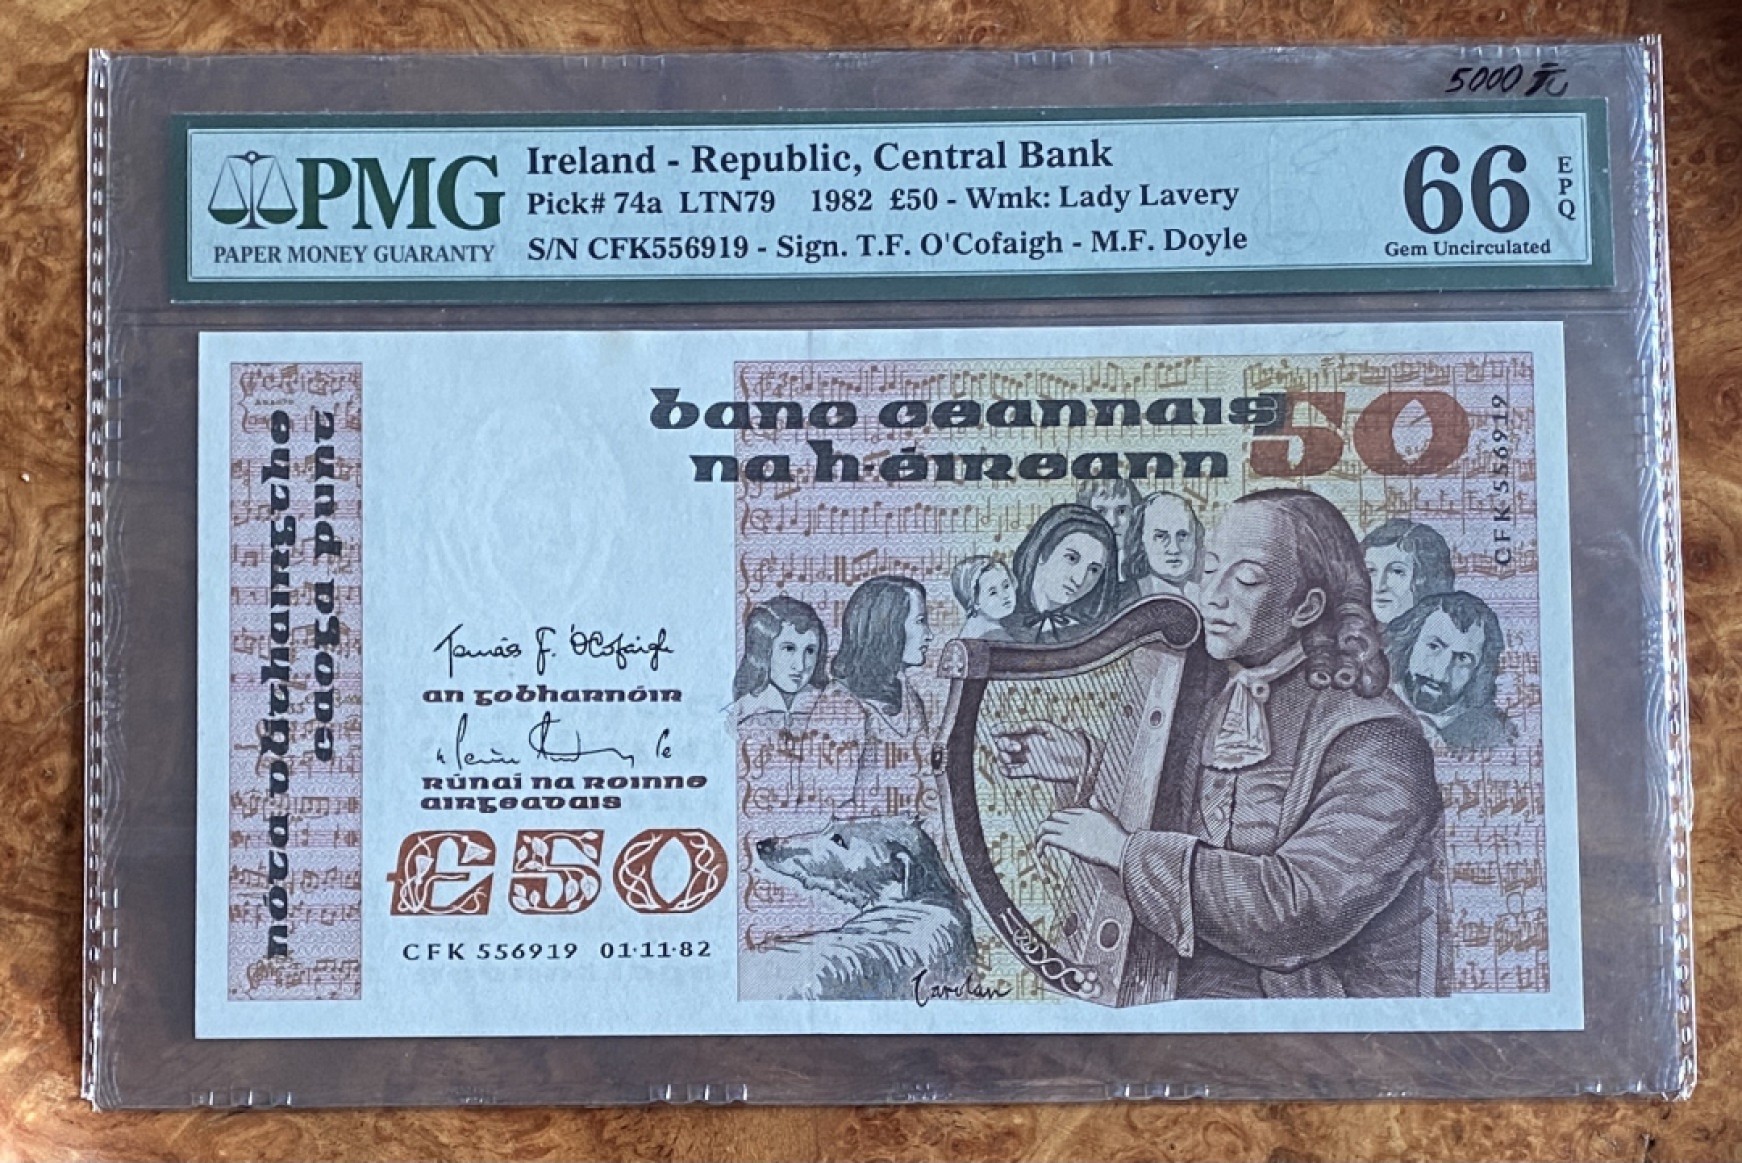 5000 元
PMG
PAPER MONEY GUARANTY
Ireland - Republic, Central Bank
Pick# 74a LTN79 1982 £50 - Wmk: Lady Lavery
S/N CFK556919 - Sign. T.F. O'Cofaigh - M.F. Doyle
66
EPQ
Gem Uncirculated
banc ceannais
na h-éireann
50
CFK 556919
nóta dlíthairgthe
caoga punt
Tomás F. Ó Cofaigh
an gobharnóir
rúnaí na roinne
airgeadais
£50
CFK 556919 01·11·82
Carolan